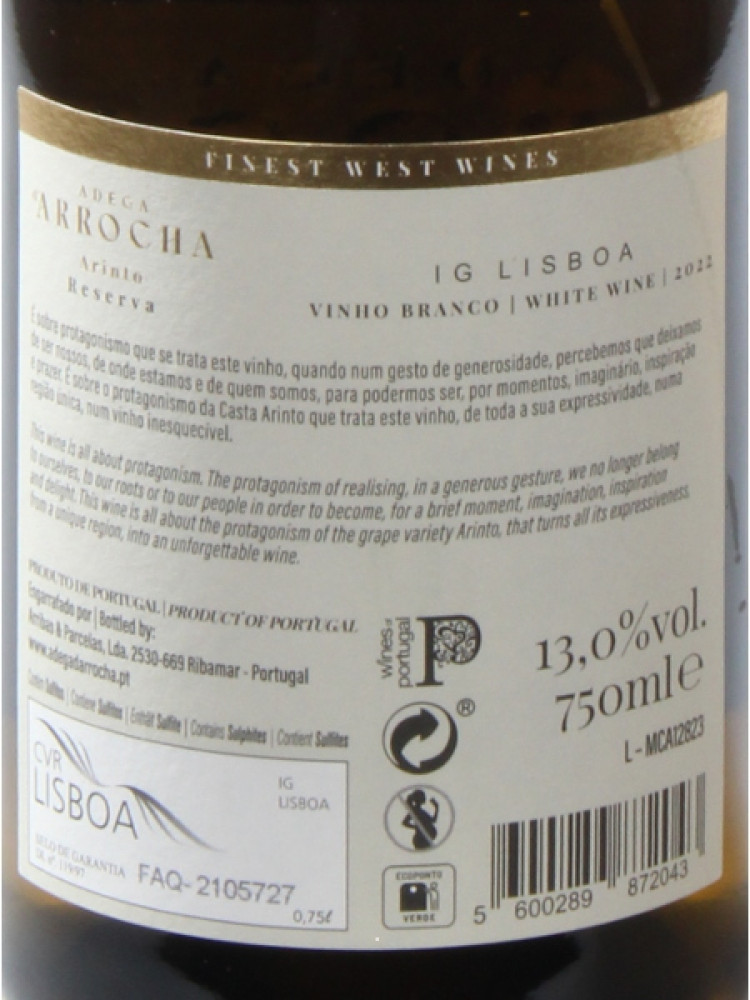 FINEST WEST WINES
ADEGA
D'ARROCHA
Arinto
Reserva
IG LISBOA
VINHO BRANCO | WHITE WINE | 2022
É sobre protagonismo que se trata este vinho, quando num gesto de generosidade, percebemos que deixamos
de ser nossos, de onde estamos e de quem somos, para podermos ser, por momentos, imaginário, inspiração
e prazer. É sobre o protagonismo da Casta Arinto que trata este vinho, de toda a sua expressividade, numa
região única, num vinho inesquecível.
This wine is all about protagonism. The protagonism of realising, in a generous gesture, we no longer belong
to ourselves, to our roots or to our people in order to become, for a brief moment, imagination, inspiration
and delight. This wine is all about the protagonism of the grape variety Arinto, that turns all its expressiveness
from a unique region, into an unforgettable wine.
PRODUTO DE PORTUGAL | PRODUCT OF PORTUGAL
Engarrafado por | Bottled by:
Arribas & Parcelas, Lda. 2530-669 Ribamar - Portugal
www.adegadarrocha.pt
Contém Sulfitos | Contiene Sulfitos | Enthält Sulfite | Contains Sulphites | Contient Sulfites
wines of
portugal
P
13,0%vol.
750ml e
L - MCA12823
®
CVR
LISBOA
IG
LISBOA
SELO DE GARANTIA
DL nº. 119/97
FAQ- 2105727
0,75ℓ
ECOPONTO
VERDE
5 600289 872043